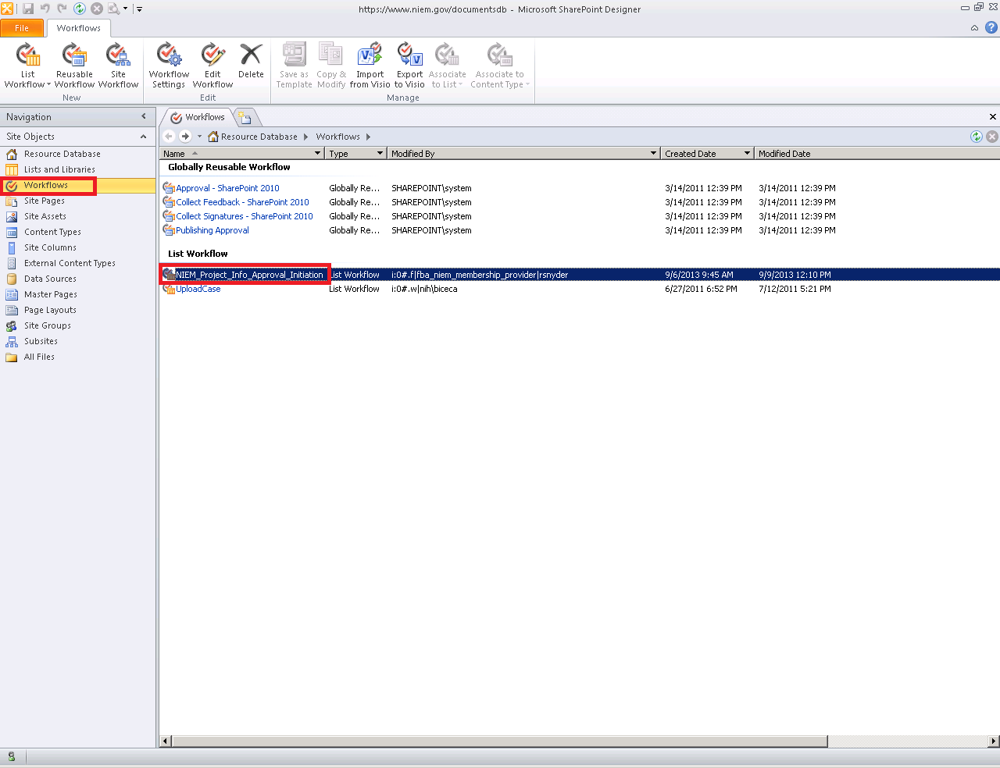 https://www.niem.gov/documentsdb - Microsoft SharePoint Designer
File Workflows
List Workflow
Reusable Workflow
Site Workflow
New
Workflow Settings
Edit Workflow
Delete
Edit
Save as Template
Copy & Modify
Import from Visio
Export to Visio
Associate to List
Associate to Content Type
Manage
Navigation
Site Objects
Resource Database
Lists and Libraries
Workflows
Site Pages
Site Assets
Content Types
Site Columns
External Content Types
Data Sources
Master Pages
Page Layouts
Site Groups
Subsites
All Files
Workflows
Resource Database Workflows
Name Type Modified By Created Date Modified Date
Globally Reusable Workflow
Approval - SharePoint 2010 Globally Re... SHAREPOINT\system 3/14/2011 12:39 PM 3/14/2011 12:39 PM
Collect Feedback - SharePoint 2010 Globally Re... SHAREPOINT\system 3/14/2011 12:39 PM 3/14/2011 12:39 PM
Collect Signatures - SharePoint 2010 Globally Re... SHAREPOINT\system 3/14/2011 12:39 PM 3/14/2011 12:39 PM
Publishing Approval Globally Re... SHAREPOINT\system 3/14/2011 12:39 PM 3/14/2011 12:39 PM
List Workflow
NIEM_Project_Info_Approval_Initiation List Workflow i:0#.f|fba_niem_membership_provider|rsnyder 9/6/2013 9:45 AM 9/9/2013 12:10 PM
UploadCase List Workflow i:0#.w|nih\biceca 6/27/2011 6:52 PM 7/12/2011 5:21 PM